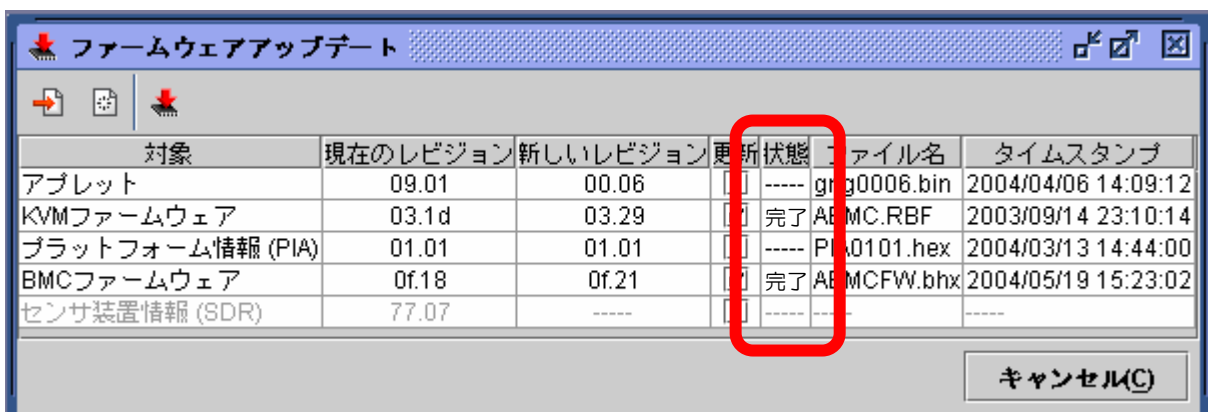 ファームウェアアップデート
対象 現在のレビジョン 新しいレビジョン 更新 状態 ファイル名 タイムスタンプ
アプレット 09.01 00.06 ----- gng0006.bin 2004/04/06 14:09:12
KVMファームウェア 03.1d 03.29 完了 ABMC.RBF 2003/09/14 23:10:14
プラットフォーム情報 (PIA) 01.01 01.01 ----- PIA0101.hex 2004/03/13 14:44:00
BMCファームウェア 0f.18 0f.21 完了 ABMCFW.bhx 2004/05/19 15:23:02
センサ装置情報 (SDR) 77.07 ----- ----- ----- -----
キャンセル(C)